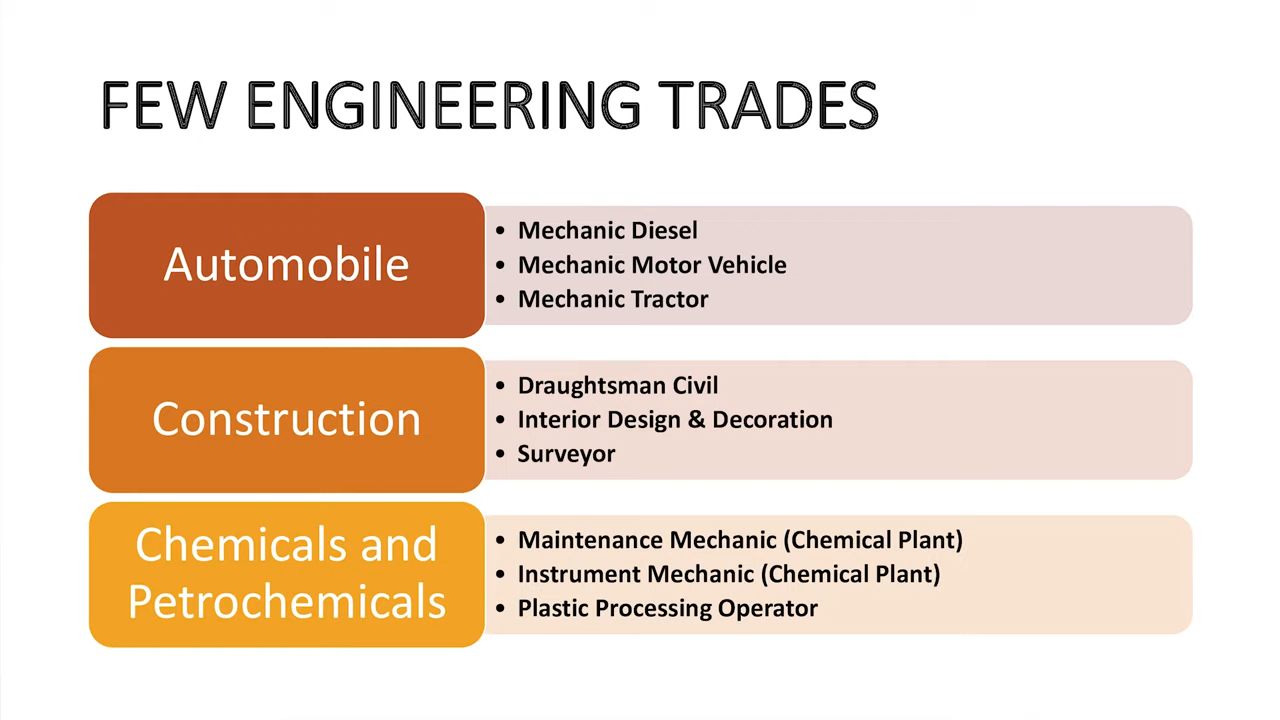 FEW ENGINEERING TRADES
Automobile
• Mechanic Diesel
• Mechanic Motor Vehicle
• Mechanic Tractor
Construction
• Draughtsman Civil
• Interior Design & Decoration
• Surveyor
Chemicals and
Petrochemicals
• Maintenance Mechanic (Chemical Plant)
• Instrument Mechanic (Chemical Plant)
• Plastic Processing Operator